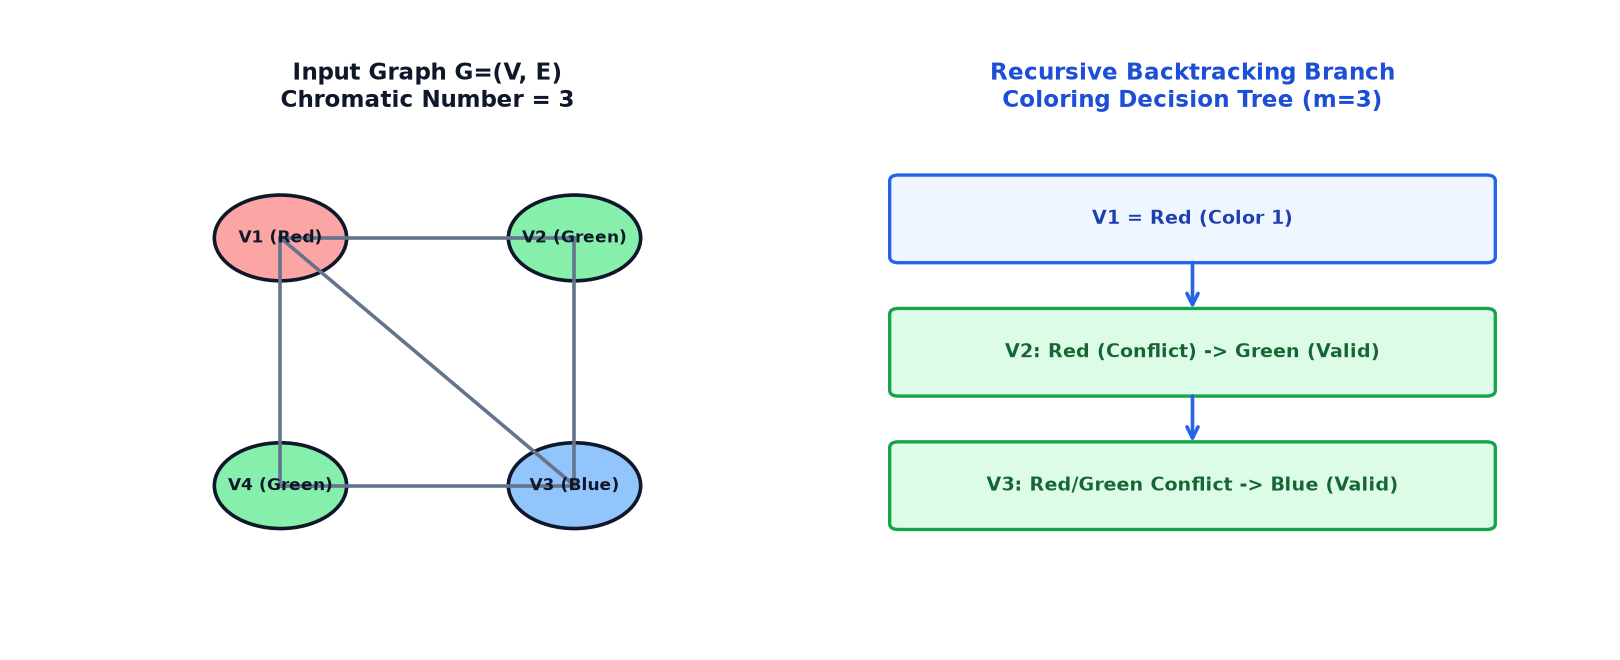 Input Graph G=(V, E)
Chromatic Number = 3
V1 (Red)
V2 (Green)
V4 (Green)
V3 (Blue)
Recursive Backtracking Branch
Coloring Decision Tree (m=3)
V1 = Red (Color 1)
V2: Red (Conflict) -> Green (Valid)
V3: Red/Green Conflict -> Blue (Valid)